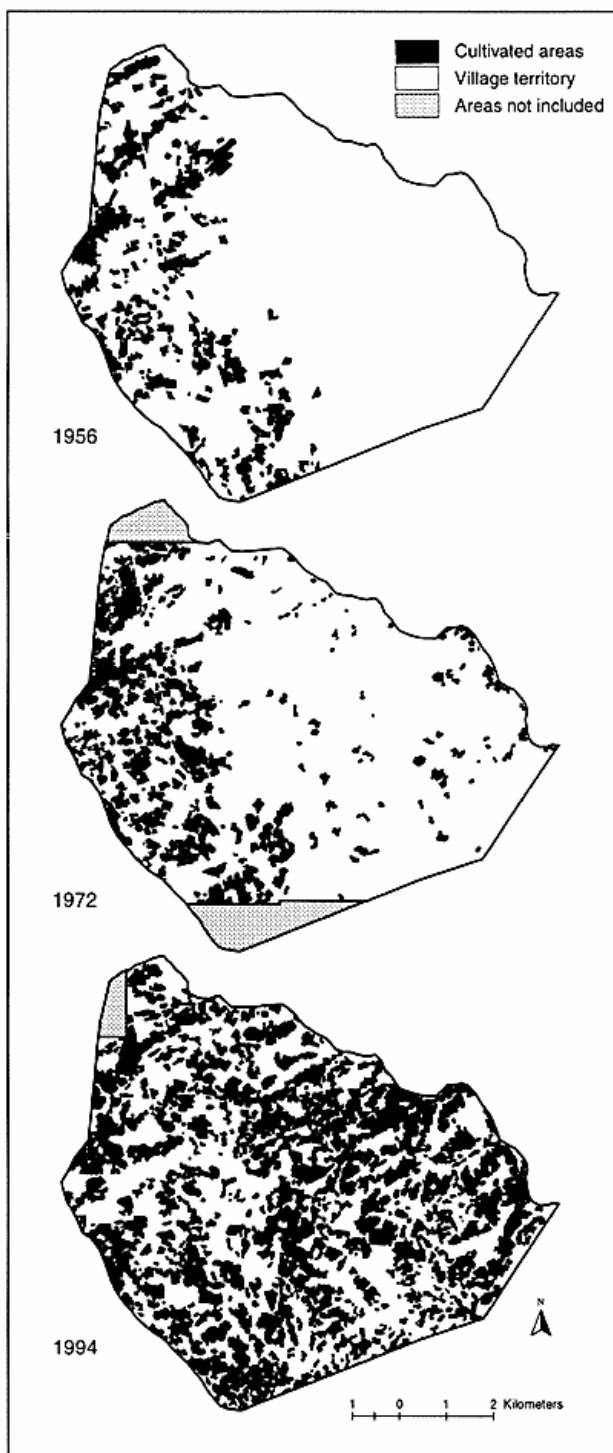 Cultivated areas
Village territory
Areas not included
1956
1972
1994
N
1 0 1 2 Kilometers